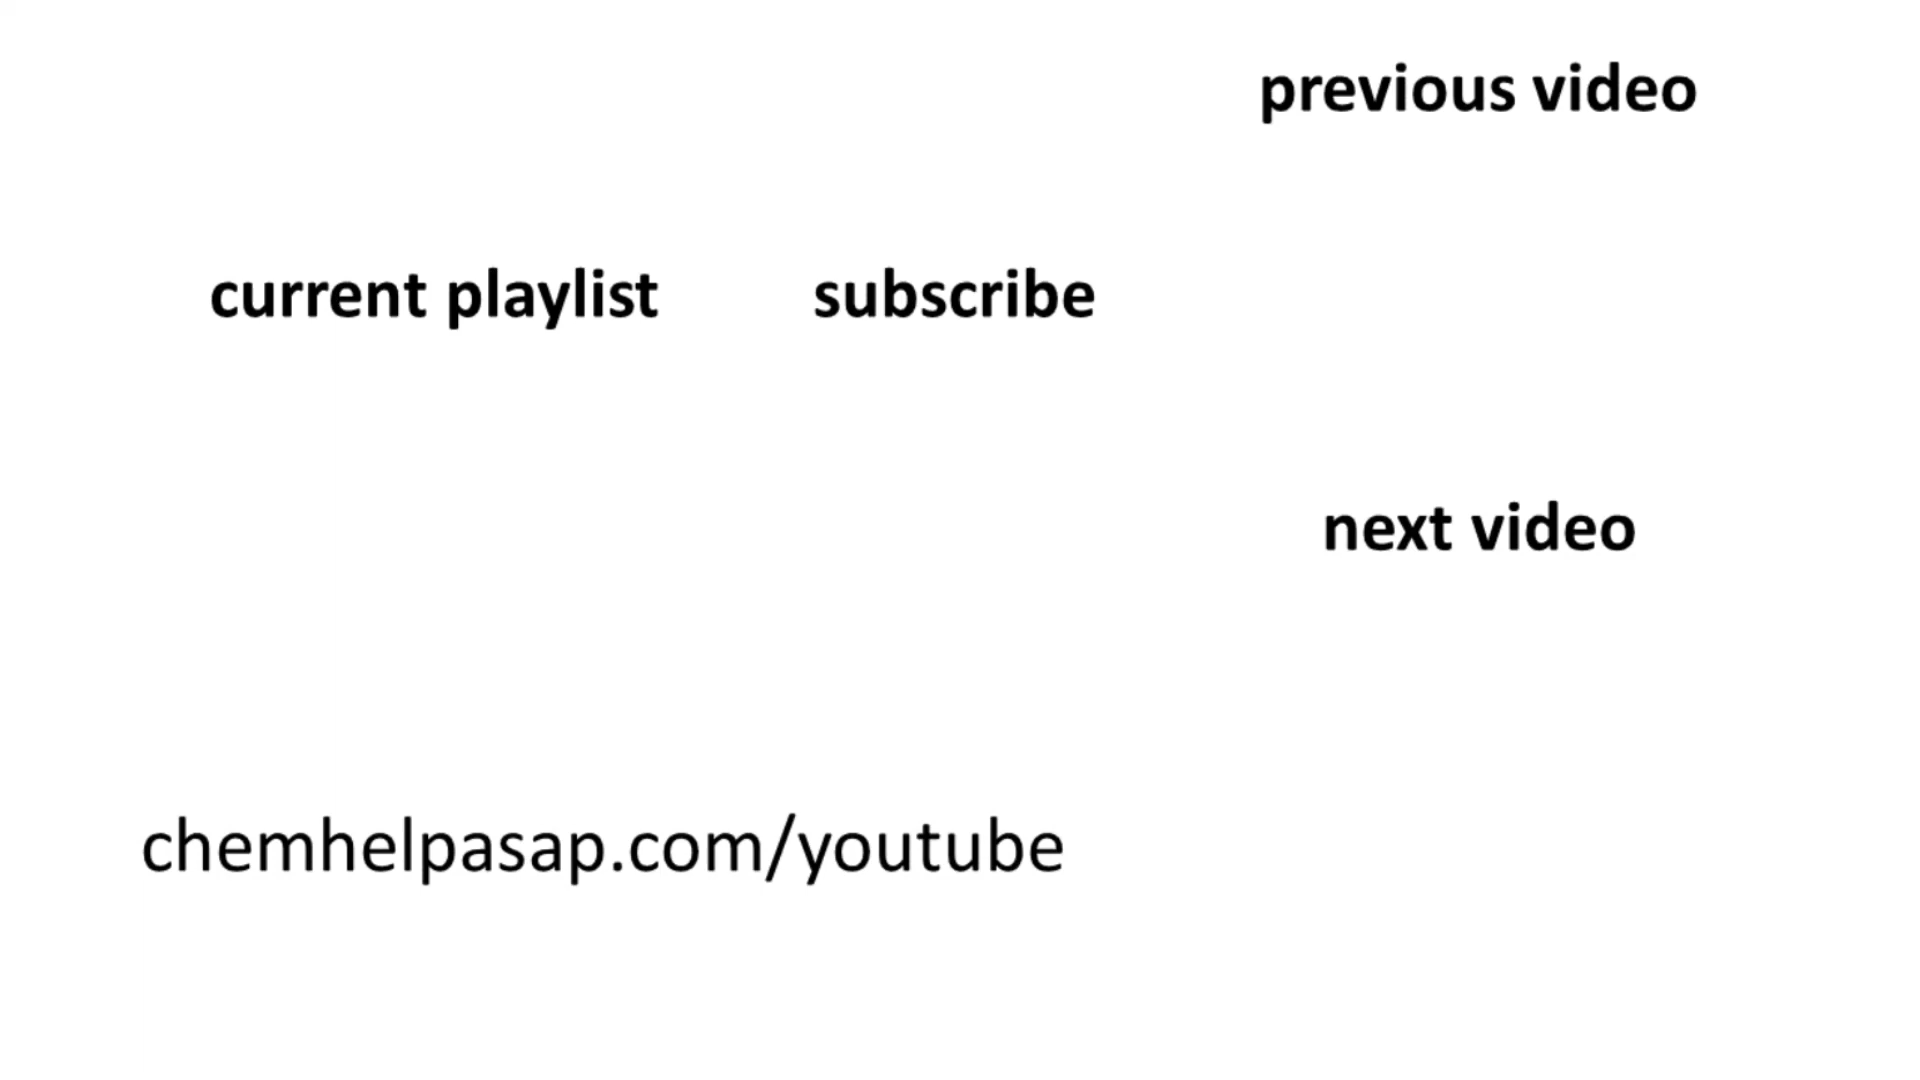 previous video
current playlist
subscribe
next video
chemhelpasap.com/youtube